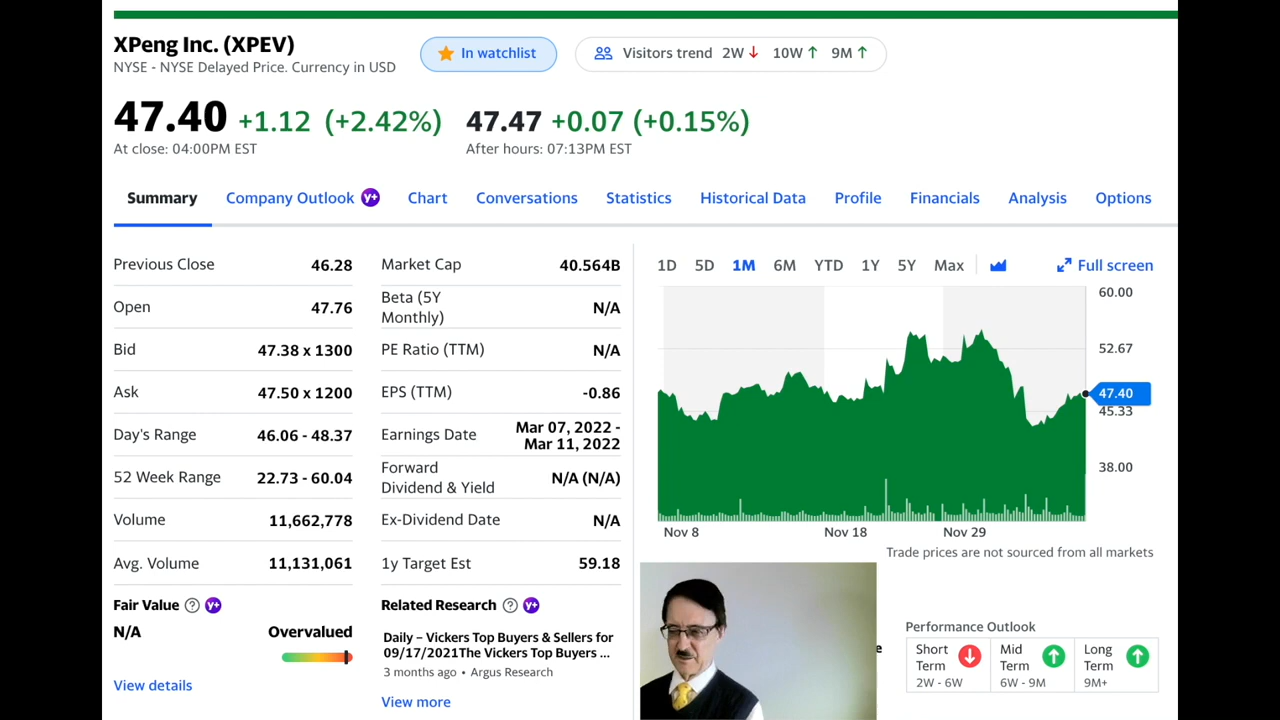 XPeng Inc. (XPEV)
NYSE - NYSE Delayed Price. Currency in USD
In watchlist
Visitors trend 2W 10W 9M
47.40 +1.12 (+2.42%) 47.47 +0.07 (+0.15%)
At close: 04:00PM EST After hours: 07:13PM EST
Summary Company Outlook y+ Chart Conversations Statistics Historical Data Profile Financials Analysis Options
Previous Close 46.28
Open 47.76
Bid 47.38 x 1300
Ask 47.50 x 1200
Day's Range 46.06 - 48.37
52 Week Range 22.73 - 60.04
Volume 11,662,778
Avg. Volume 11,131,061
Fair Value ? y+
N/A Overvalued
View details
Market Cap 40.564B
Beta (5Y
Monthly) N/A
PE Ratio (TTM) N/A
EPS (TTM) -0.86
Earnings Date Mar 07, 2022 -
Mar 11, 2022
Forward
Dividend & Yield N/A (N/A)
Ex-Dividend Date N/A
1y Target Est 59.18
Related Research ? y+
Daily – Vickers Top Buyers & Sellers for
09/17/2021The Vickers Top Buyers ...
3 months ago • Argus Research
View more
1D 5D 1M 6M YTD 1Y 5Y Max Full screen
60.00
52.67
47.40
45.33
38.00
Nov 8 Nov 18 Nov 29
Trade prices are not sourced from all markets
Performance Outlook
Short
Term
2W - 6W
Mid
Term
6W - 9M
Long
Term
9M+